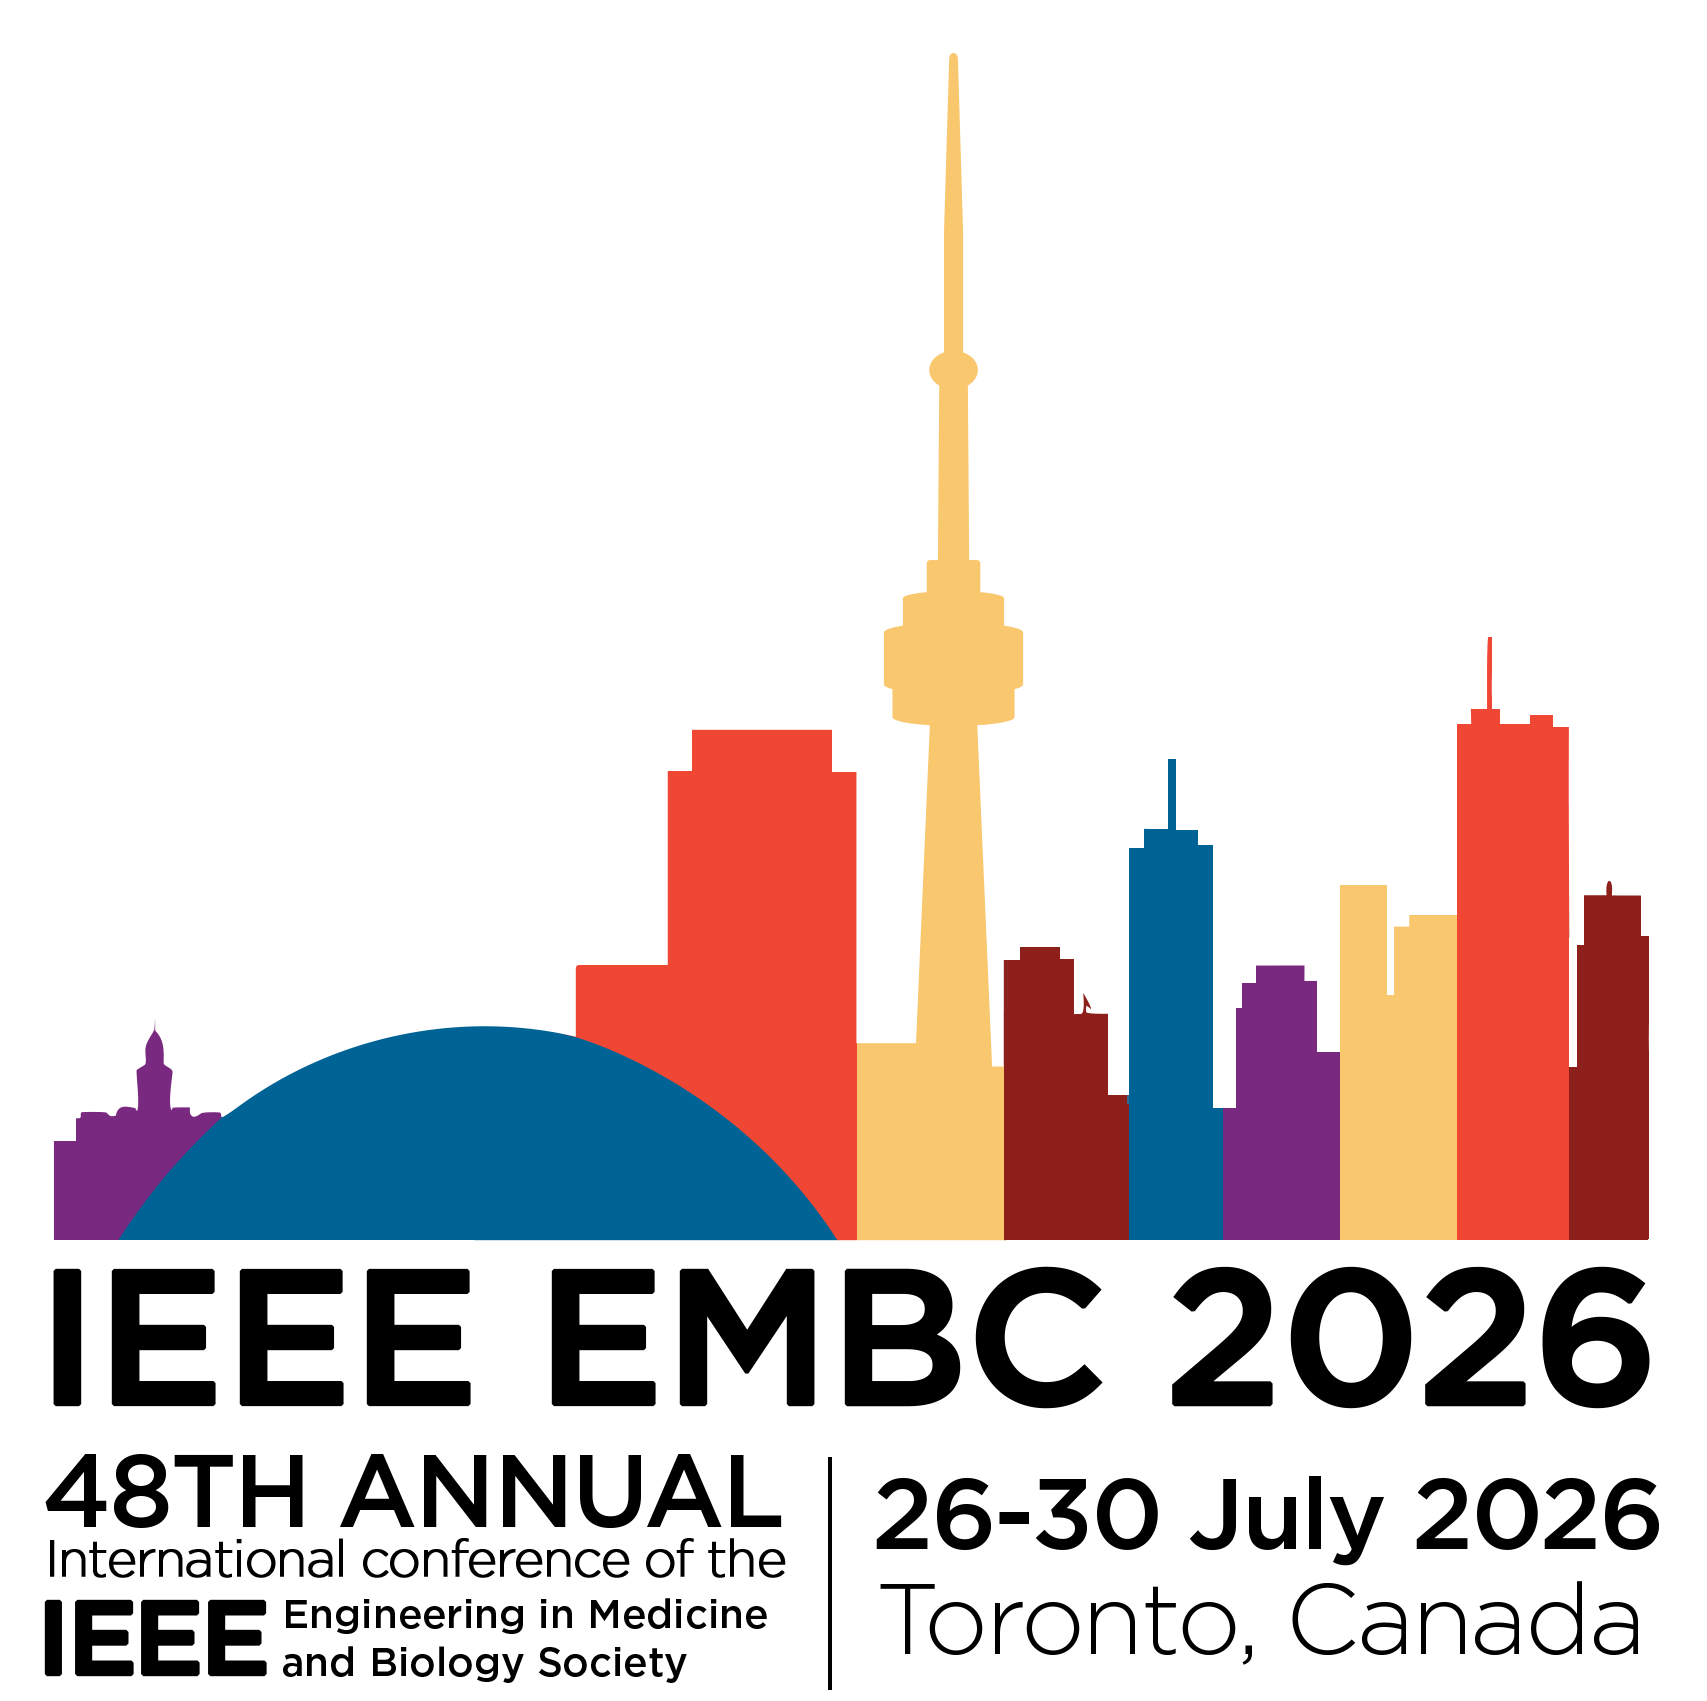 IEEE EMBC 2026
48TH ANNUAL
International conference of the
IEEE Engineering in Medicine
and Biology Society
26-30 July 2026
Toronto, Canada